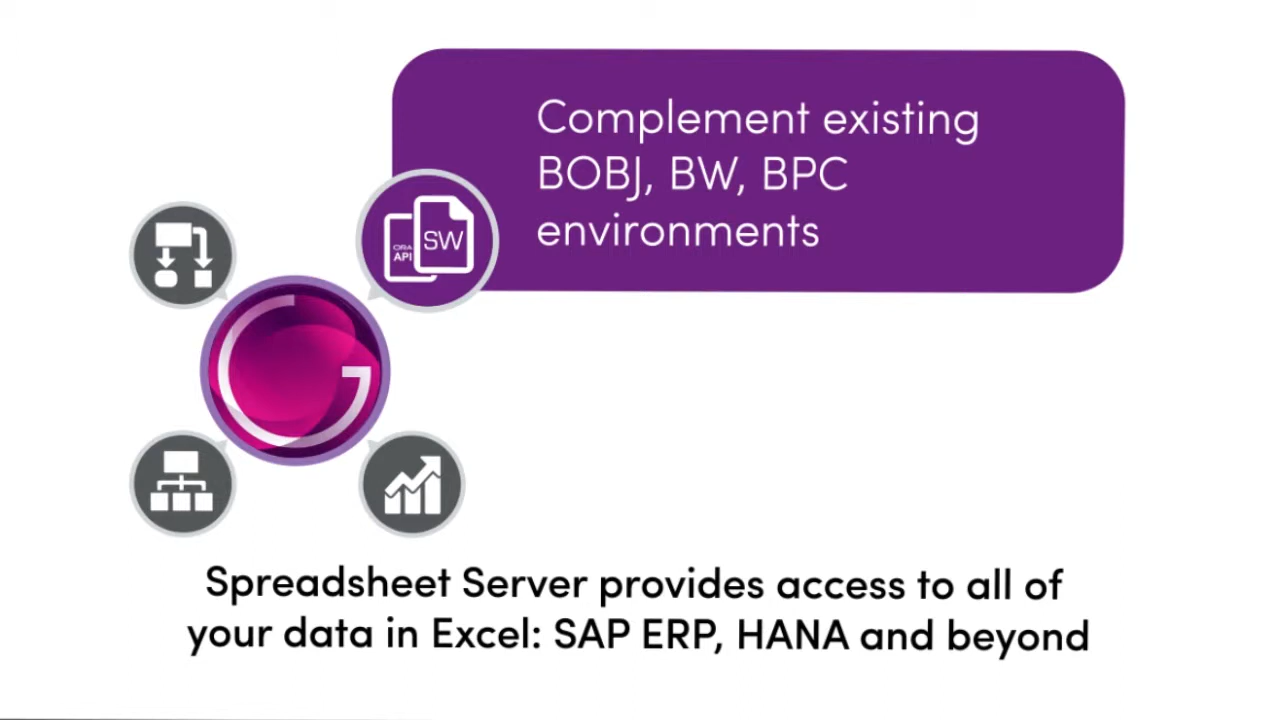 Complement existing
BOBJ, BW, BPC
environments
SW
API
Spreadsheet Server provides access to all of
your data in Excel: SAP ERP, HANA and beyond